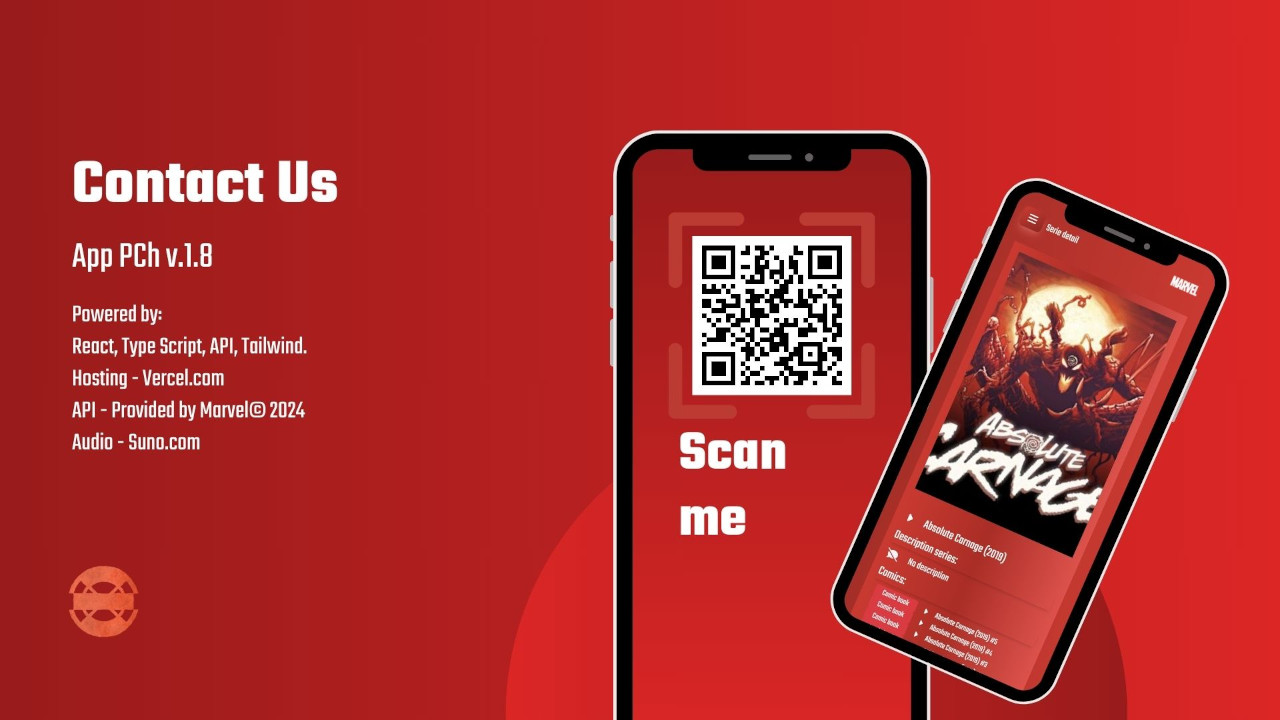 Contact Us
App PCh v.1.8
Powered by:
React, Type Script, API, Tailwind.
Hosting - Vercel.com
API - Provided by Marvel© 2024
Audio - Suno.com
Scan
me
Serie detail
MARVEL
ABSOLUTE
CARNAGE
Absolute Carnage (2019)
Description series:
No description
Comics:
Comic book
Comic book
Comic book
Absolute Carnage (2019) #5
Absolute Carnage (2019) #4
Absolute Carnage (2019) #3